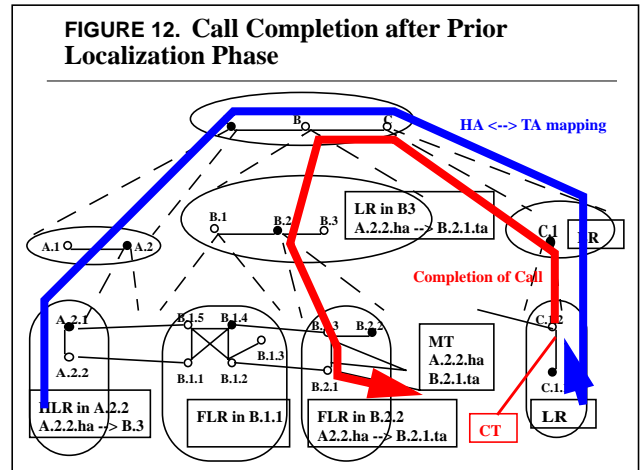 FIGURE 12. Call Completion after Prior
Localization Phase
B
C
HA <--> TA mapping
LR in B3
A.2.2.ha --> B.2.1.ta
B.1
B.2
B.3
A.1
A.2
C.1
LR
Completion of Call
A.2.1
A.2.2
B.1.5
B.1.4
B.1.3
B.1.1
B.1.2
B.2.2
B.2.1
MT
A.2.2.ha
B.2.1.ta
HLR in A.2.2
A.2.2.ha --> B.3
FLR in B.1.1
FLR in B.2.2
A2.2.ha --> B.2.1.ta
CT
LR